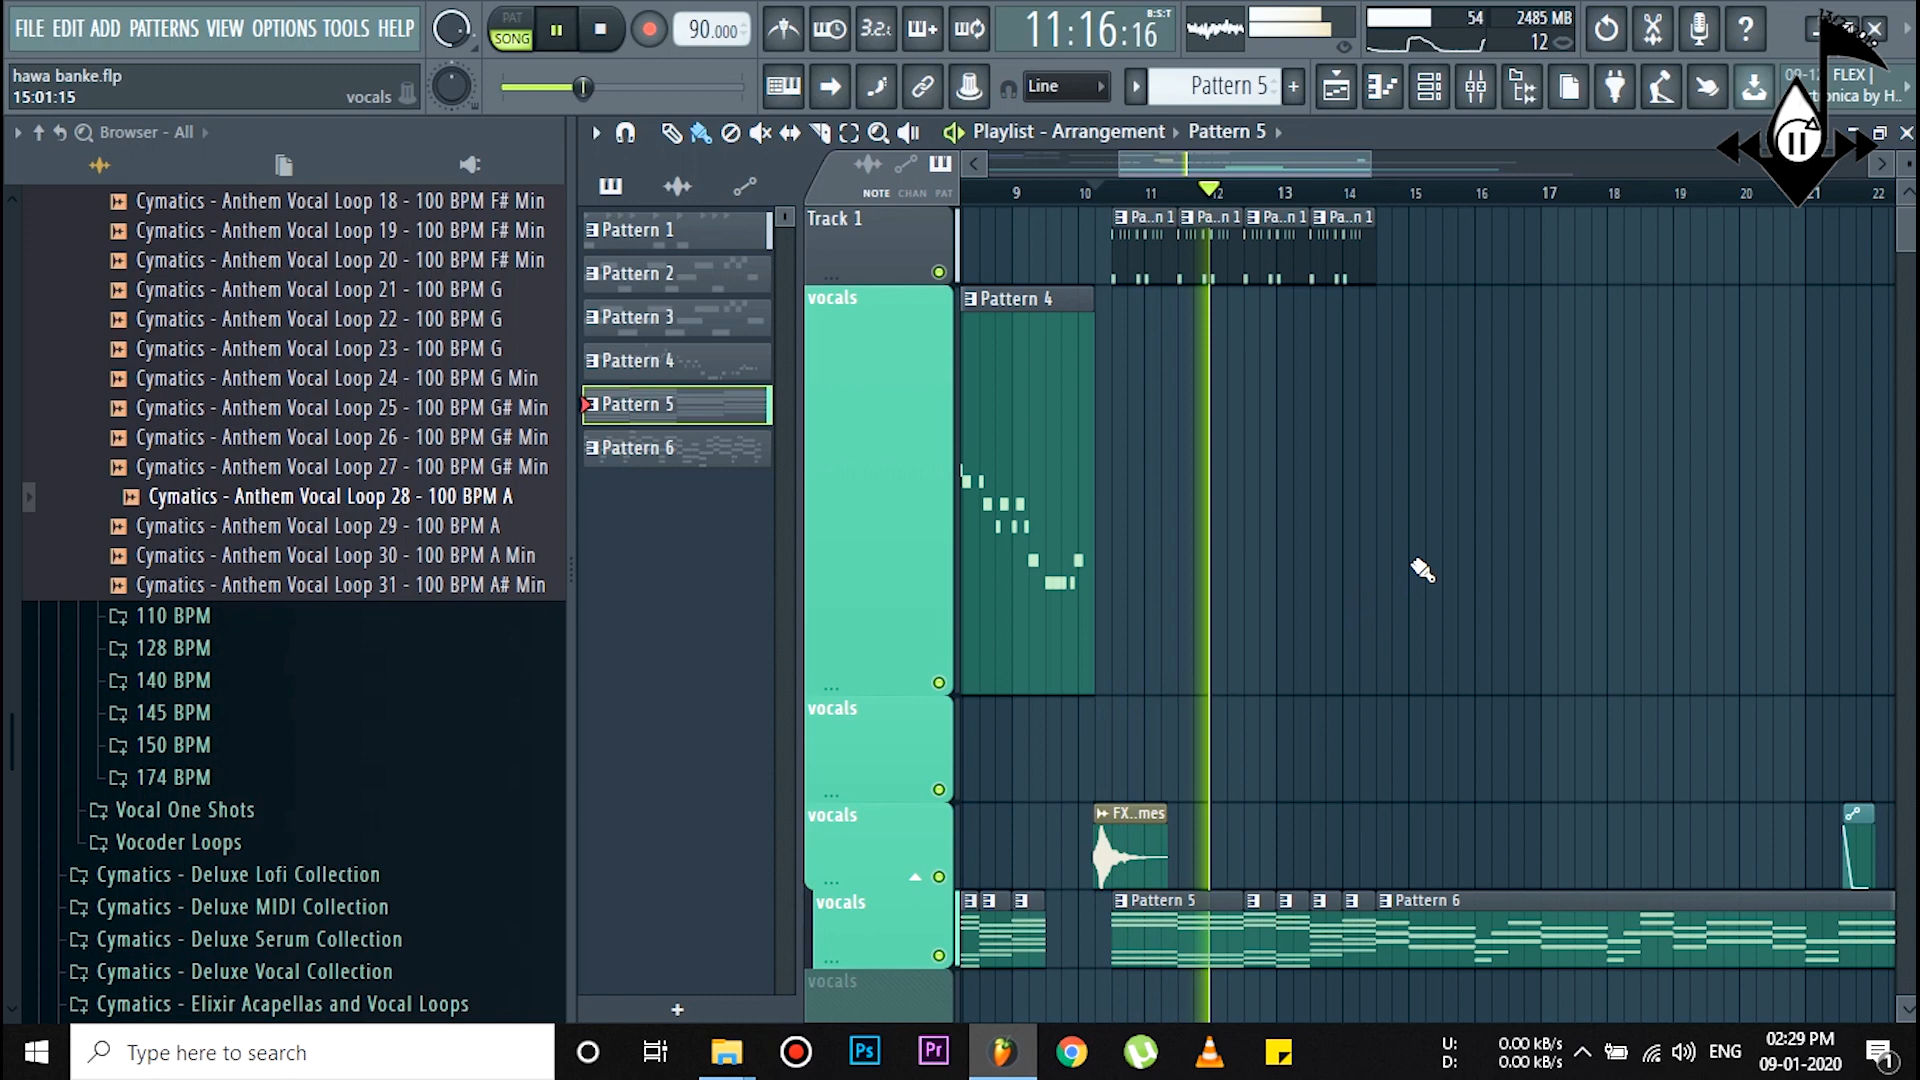 FILE EDIT ADD PATTERNS VIEW OPTIONS TOOLS HELP
PAT
SONG
90.000
3.2.
11:16:16
B:S:T
54
2485 MB
12
hawa banke.flp
15:01:15
vocals
Line
Pattern 5
09-12
FLEX |
H..
Browser - All
Playlist - Arrangement
Pattern 5
NOTE CHAN PAT
9 10 11 12 13 14 15 16 17 18 19 20 21 22
Cymatics - Anthem Vocal Loop 18 - 100 BPM F# Min
Cymatics - Anthem Vocal Loop 19 - 100 BPM F# Min
Cymatics - Anthem Vocal Loop 20 - 100 BPM F# Min
Cymatics - Anthem Vocal Loop 21 - 100 BPM G
Cymatics - Anthem Vocal Loop 22 - 100 BPM G
Cymatics - Anthem Vocal Loop 23 - 100 BPM G
Cymatics - Anthem Vocal Loop 24 - 100 BPM G Min
Cymatics - Anthem Vocal Loop 25 - 100 BPM G# Min
Cymatics - Anthem Vocal Loop 26 - 100 BPM G# Min
Cymatics - Anthem Vocal Loop 27 - 100 BPM G# Min
Cymatics - Anthem Vocal Loop 28 - 100 BPM A
Cymatics - Anthem Vocal Loop 29 - 100 BPM A
Cymatics - Anthem Vocal Loop 30 - 100 BPM A Min
Cymatics - Anthem Vocal Loop 31 - 100 BPM A# Min
110 BPM
128 BPM
140 BPM
145 BPM
150 BPM
174 BPM
Vocal One Shots
Vocoder Loops
Cymatics - Deluxe Lofi Collection
Cymatics - Deluxe MIDI Collection
Cymatics - Deluxe Serum Collection
Cymatics - Deluxe Vocal Collection
Cymatics - Elixir Acapellas and Vocal Loops
Pattern 1
Pattern 2
Pattern 3
Pattern 4
Pattern 5
Pattern 6
+
Track 1
Pa..n 1 Pa..n 1 Pa..n 1 Pa..n 1
vocals
Pattern 4
vocals
vocals
FX..mes
vocals
Pattern 5
Pattern 6
vocals
Type here to search
Ps
Pr
U: 0.00 kB/s
D: 0.00 kB/s
ENG
02:29 PM
09-01-2020
1